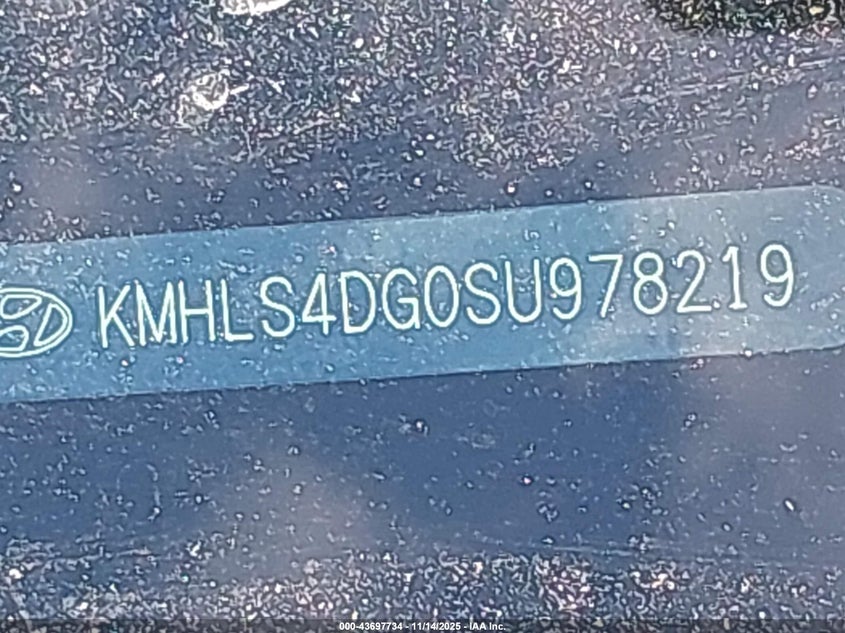 KMHLS4DG0SU978219
000-43697734 - 11/14/2025 - IAA Inc.